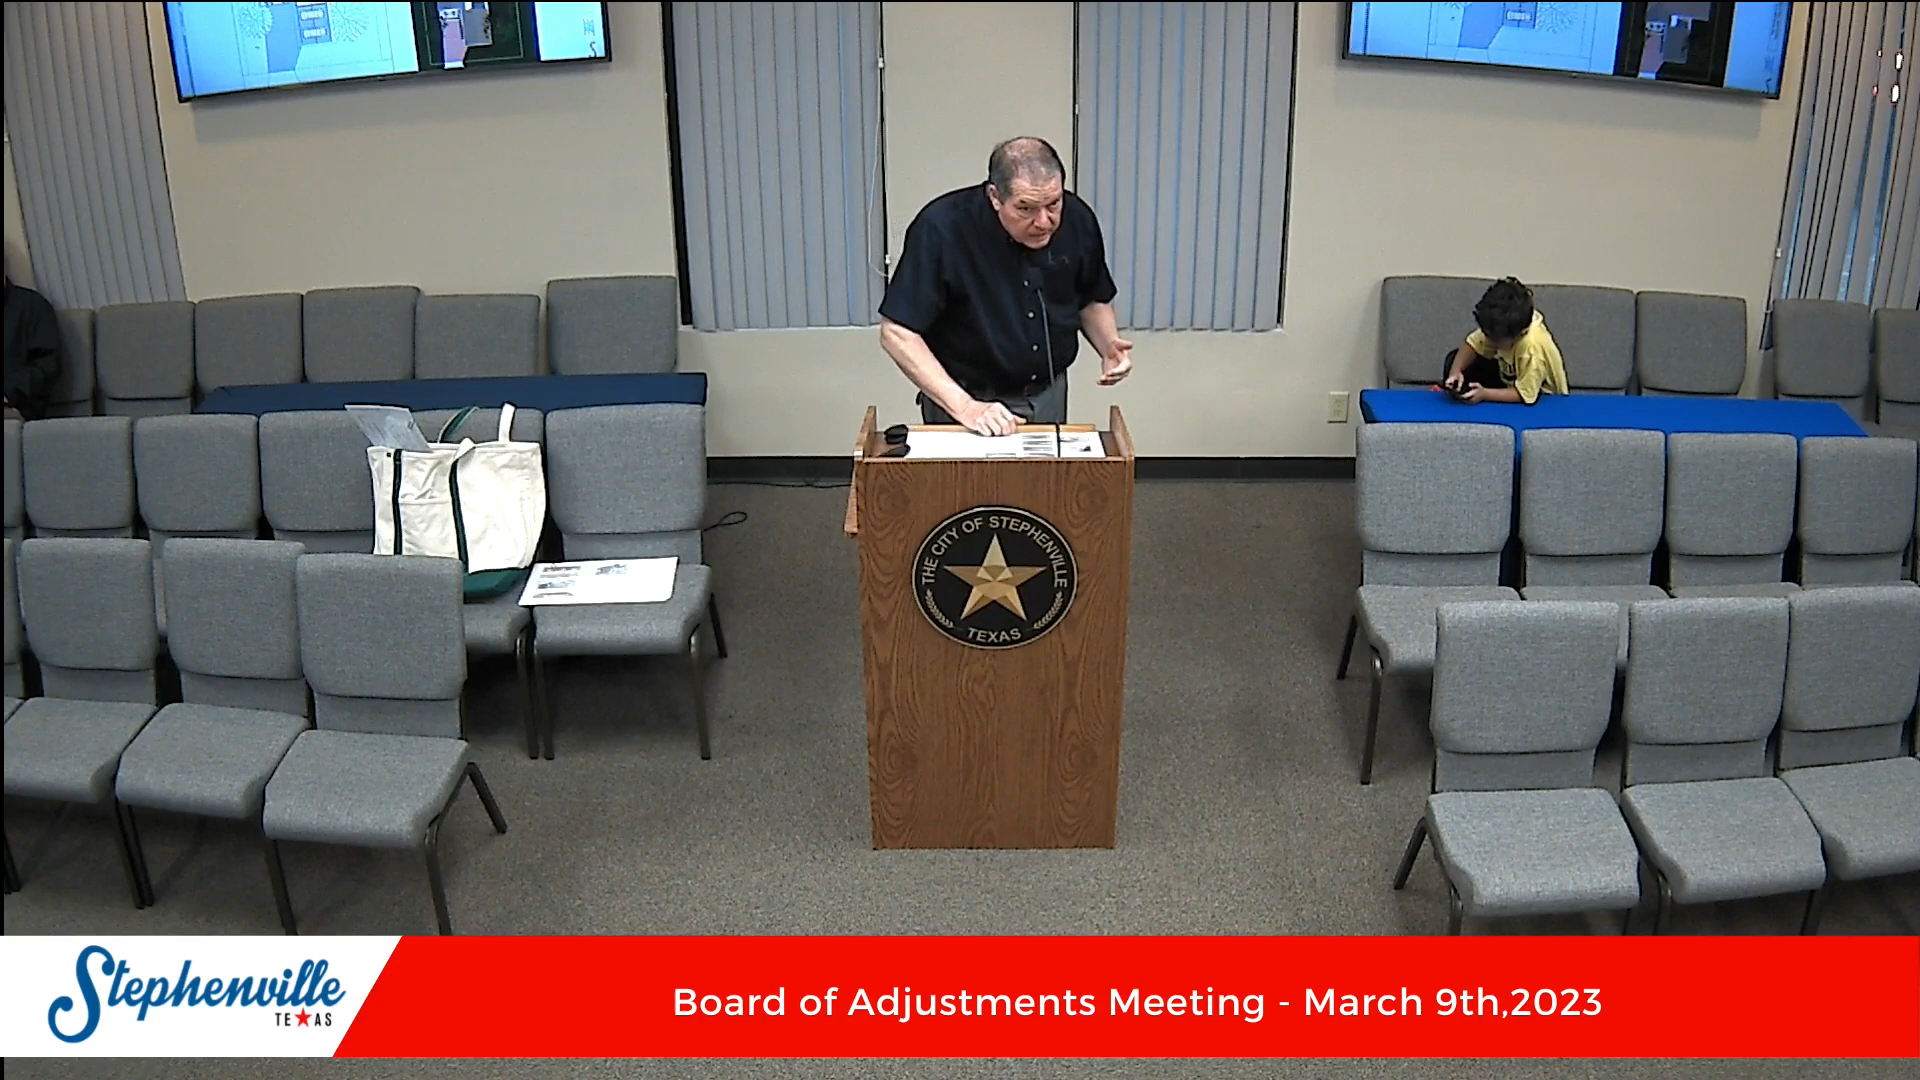 THE CITY OF STEPHENVILLE
TEXAS
Stephenville
TEXAS
Board of Adjustments Meeting - March 9th,2023